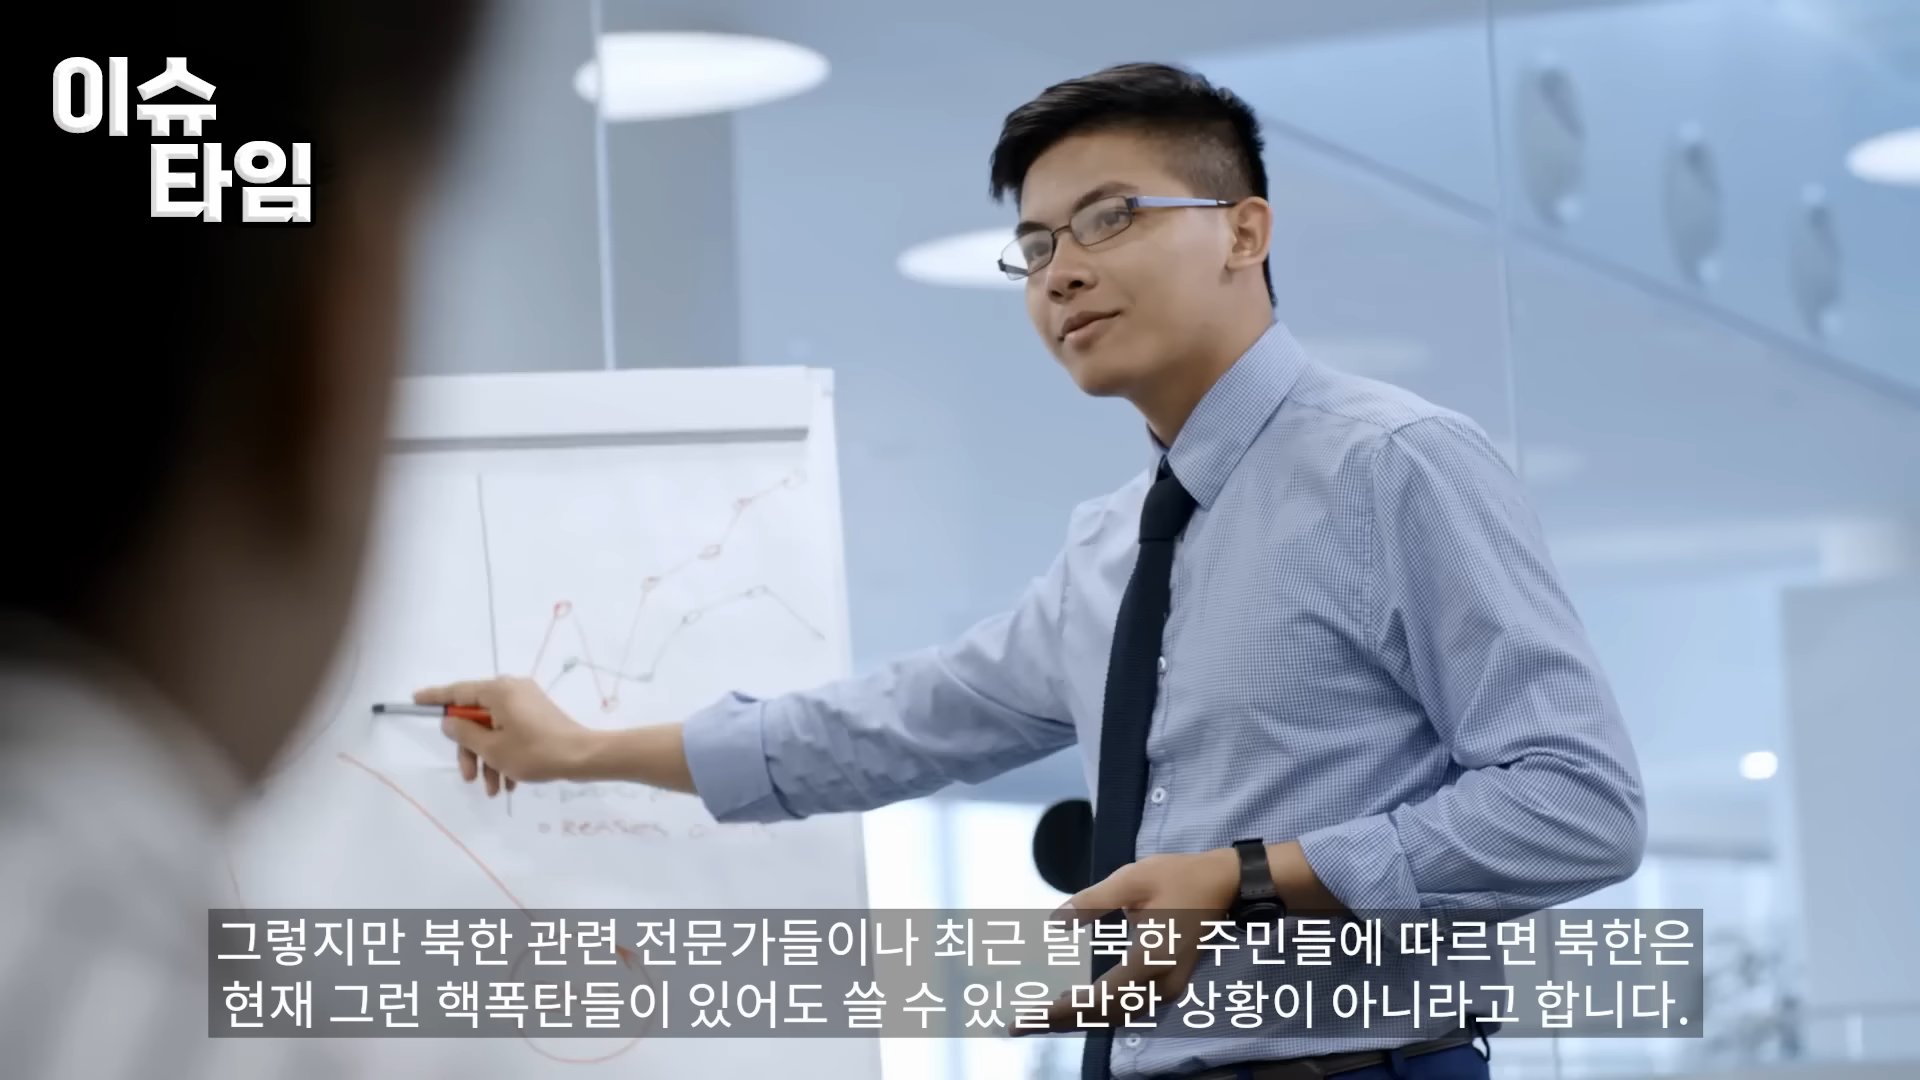 이슈
타임
그렇지만 북한 관련 전문가들이나 최근 탈북한 주민들에 따르면 북한은
현재 그런 핵폭탄들이 있어도 쓸 수 있을 만한 상황이 아니라고 합니다.